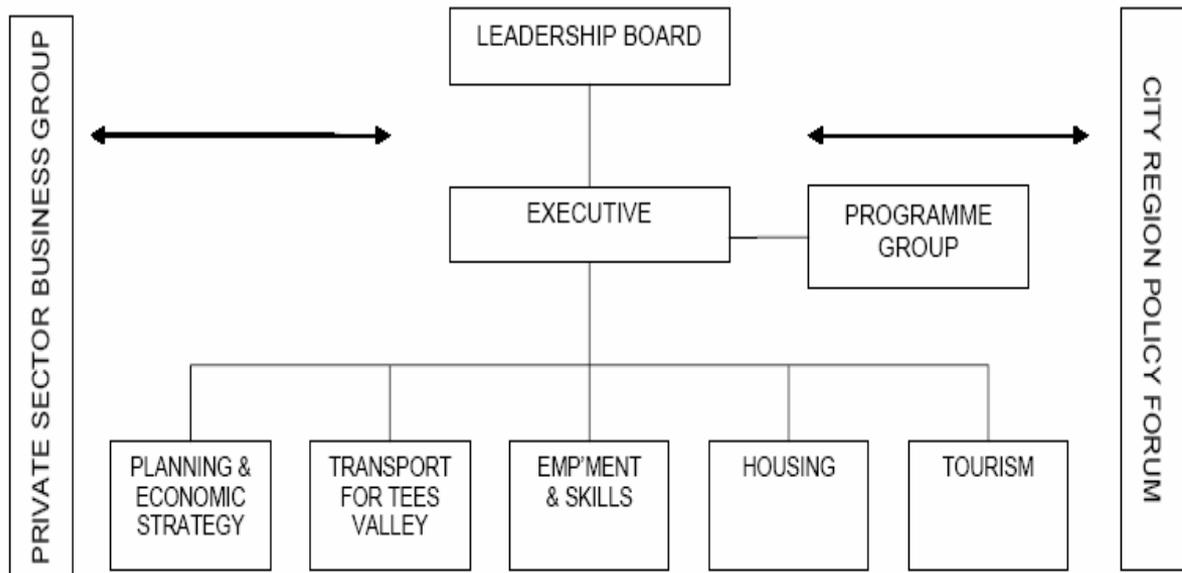 PRIVATE SECTOR BUSINESS GROUP
LEADERSHIP BOARD
EXECUTIVE
PROGRAMME
GROUP
PLANNING &
ECONOMIC
STRATEGY
TRANSPORT
FOR TEES
VALLEY
EMP'MENT
& SKILLS
HOUSING
TOURISM
CITY REGION POLICY FORUM